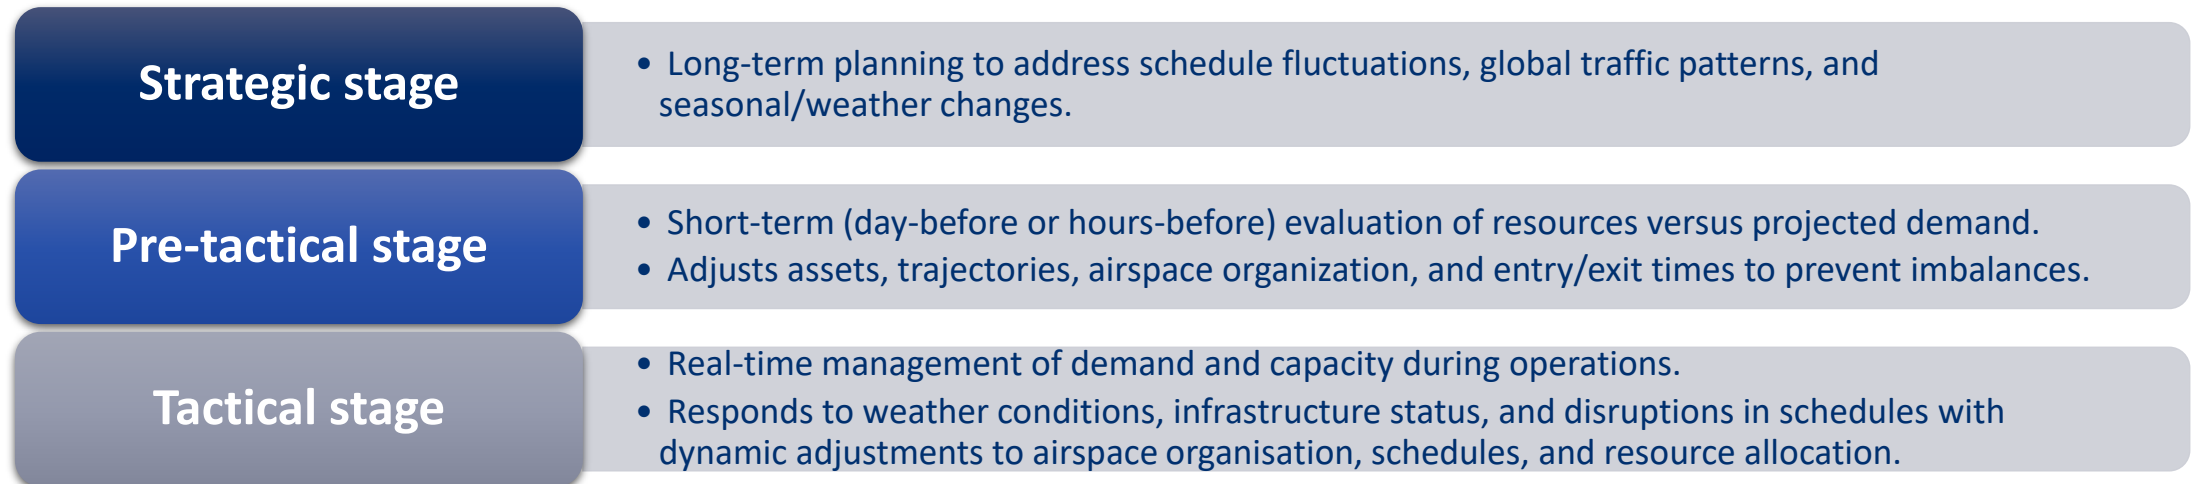 Strategic stage
• Long-term planning to address schedule fluctuations, global traffic patterns, and
seasonal/weather changes.
Pre-tactical stage
• Short-term (day-before or hours-before) evaluation of resources versus projected demand.
• Adjusts assets, trajectories, airspace organization, and entry/exit times to prevent imbalances.
Tactical stage
• Real-time management of demand and capacity during operations.
• Responds to weather conditions, infrastructure status, and disruptions in schedules with
dynamic adjustments to airspace organisation, schedules, and resource allocation.